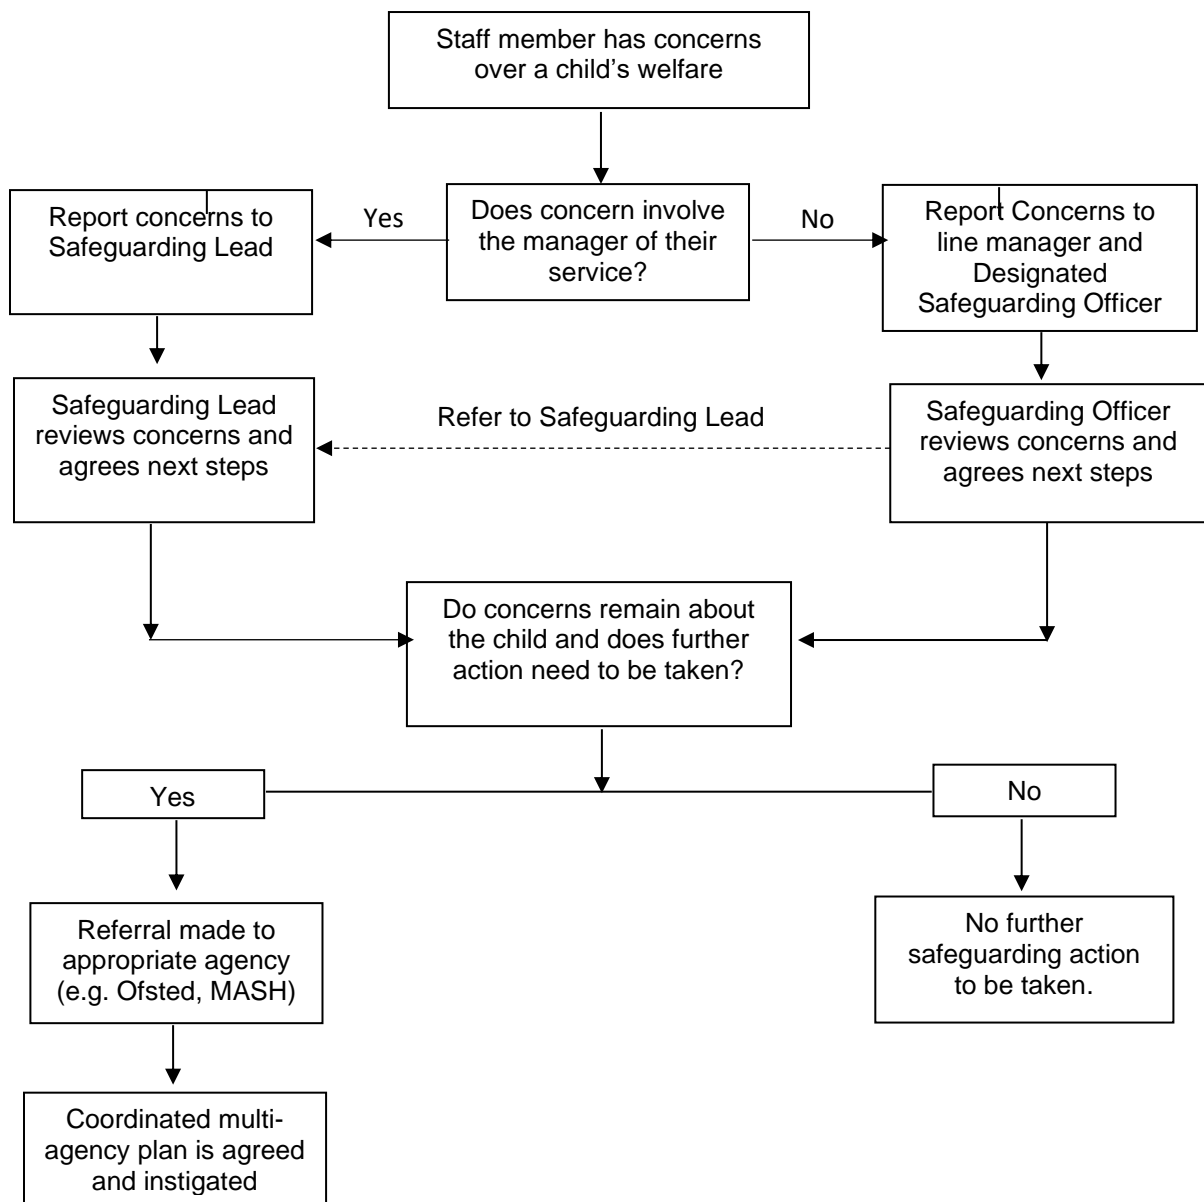 Staff member has concerns
over a child’s welfare
Report concerns to
Safeguarding Lead
Yes
Does concern involve
the manager of their
service?
No
Report Concerns to
line manager and
Designated
Safeguarding Officer
Safeguarding Lead
reviews concerns and
agrees next steps
Refer to Safeguarding Lead
Safeguarding Officer
reviews concerns and
agrees next steps
Do concerns remain about
the child and does further
action need to be taken?
Yes
No
Referral made to
appropriate agency
(e.g. Ofsted, MASH)
No further
safeguarding action
to be taken.
Coordinated multi-
agency plan is agreed
and instigated